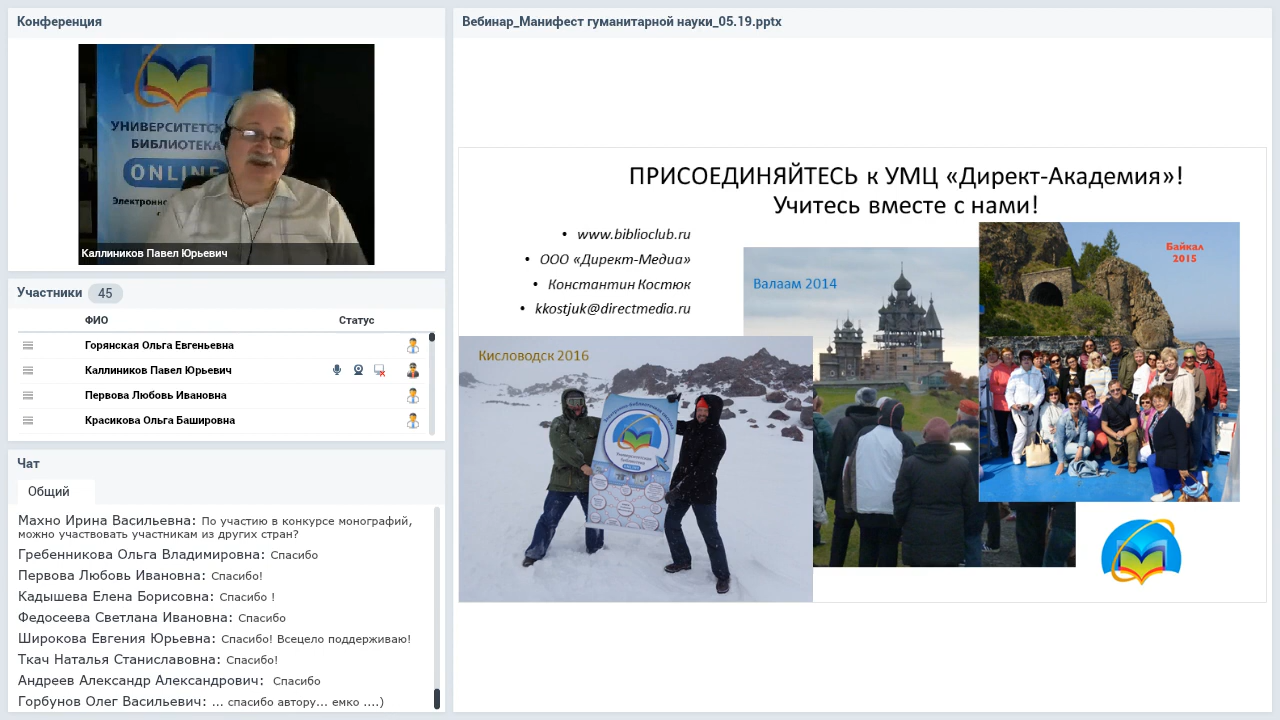 Конференция
УНИВЕРСИТЕТСК
БИБЛИОТЕКА
ONLINE
Электронно
Каллиников Павел Юрьевич
Участники 45
ФИО Статус
Горянская Ольга Евгеньевна
Каллиников Павел Юрьевич
Первова Любовь Ивановна
Красикова Ольга Башировна
Чат
Общий
Махно Ирина Васильевна: По участию в конкурсе монографий,
можно участвовать участникам из других стран?
Гребенникова Ольга Владимировна: Спасибо
Первова Любовь Ивановна: Спасибо!
Кадышева Елена Борисовна: Спасибо !
Федосеева Светлана Ивановна: Спасибо
Широкова Евгения Юрьевна: Спасибо! Всецело поддерживаю!
Ткач Наталья Станиславовна: Спасибо!
Андреев Александр Александрович: Спасибо
Горбунов Олег Васильевич: ... спасибо автору... емко ....)
Вебинар_Манифест гуманитарной науки_05.19.pptx
ПРИСОЕДИНЯЙТЕСЬ к УМЦ «Директ-Академия»!
Учитесь вместе с нами!
• www.biblioclub.ru
• ООО «Директ-Медиа»
• Константин Костюк
• kkostjuk@directmedia.ru
Валаам 2014
Байкал
2015
Кисловодск 2016